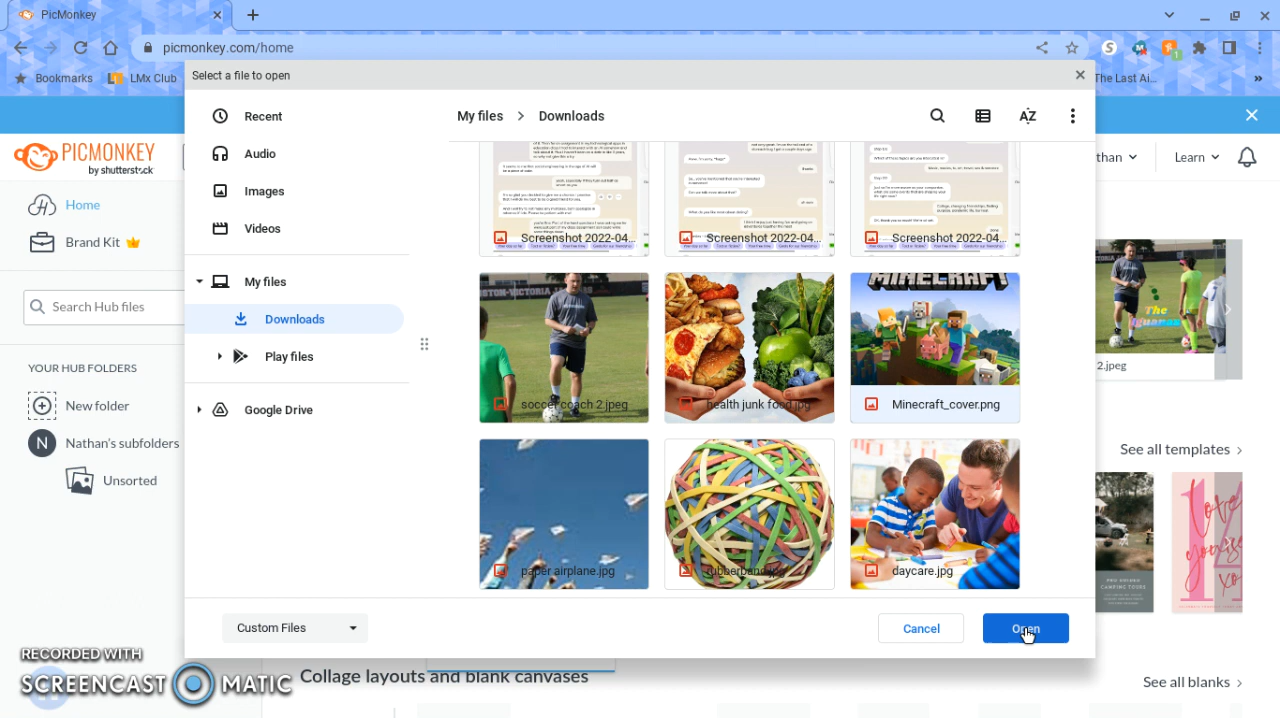 PicMonkey
picmonkey.com/home
1
Bookmarks
LMx Club
The Last Ai...
Select a file to open
PICMONKEY
by shutterstock
Home
Brand Kit
Search Hub files
YOUR HUB FOLDERS
New folder
N
Nathan's subfolders
Unsorted
Recent
Audio
Images
Videos
My files
Downloads
Play files
Google Drive
My files > Downloads
AZ
Screenshot 2022-04...
Screenshot 2022-04...
Screenshot 2022-04...
soccer coach 2.jpeg
health junk food.jpg
MINECRAFT
Minecraft_cover.png
paper airplane.jpg
rubberband.jpg
daycare.jpg
Custom Files
Cancel
Open
than
Learn
The
Iguanas
2.jpeg
See all templates
Collage layouts and blank canvases
See all blanks
RECORDED WITH
SCREENCAST MATIC